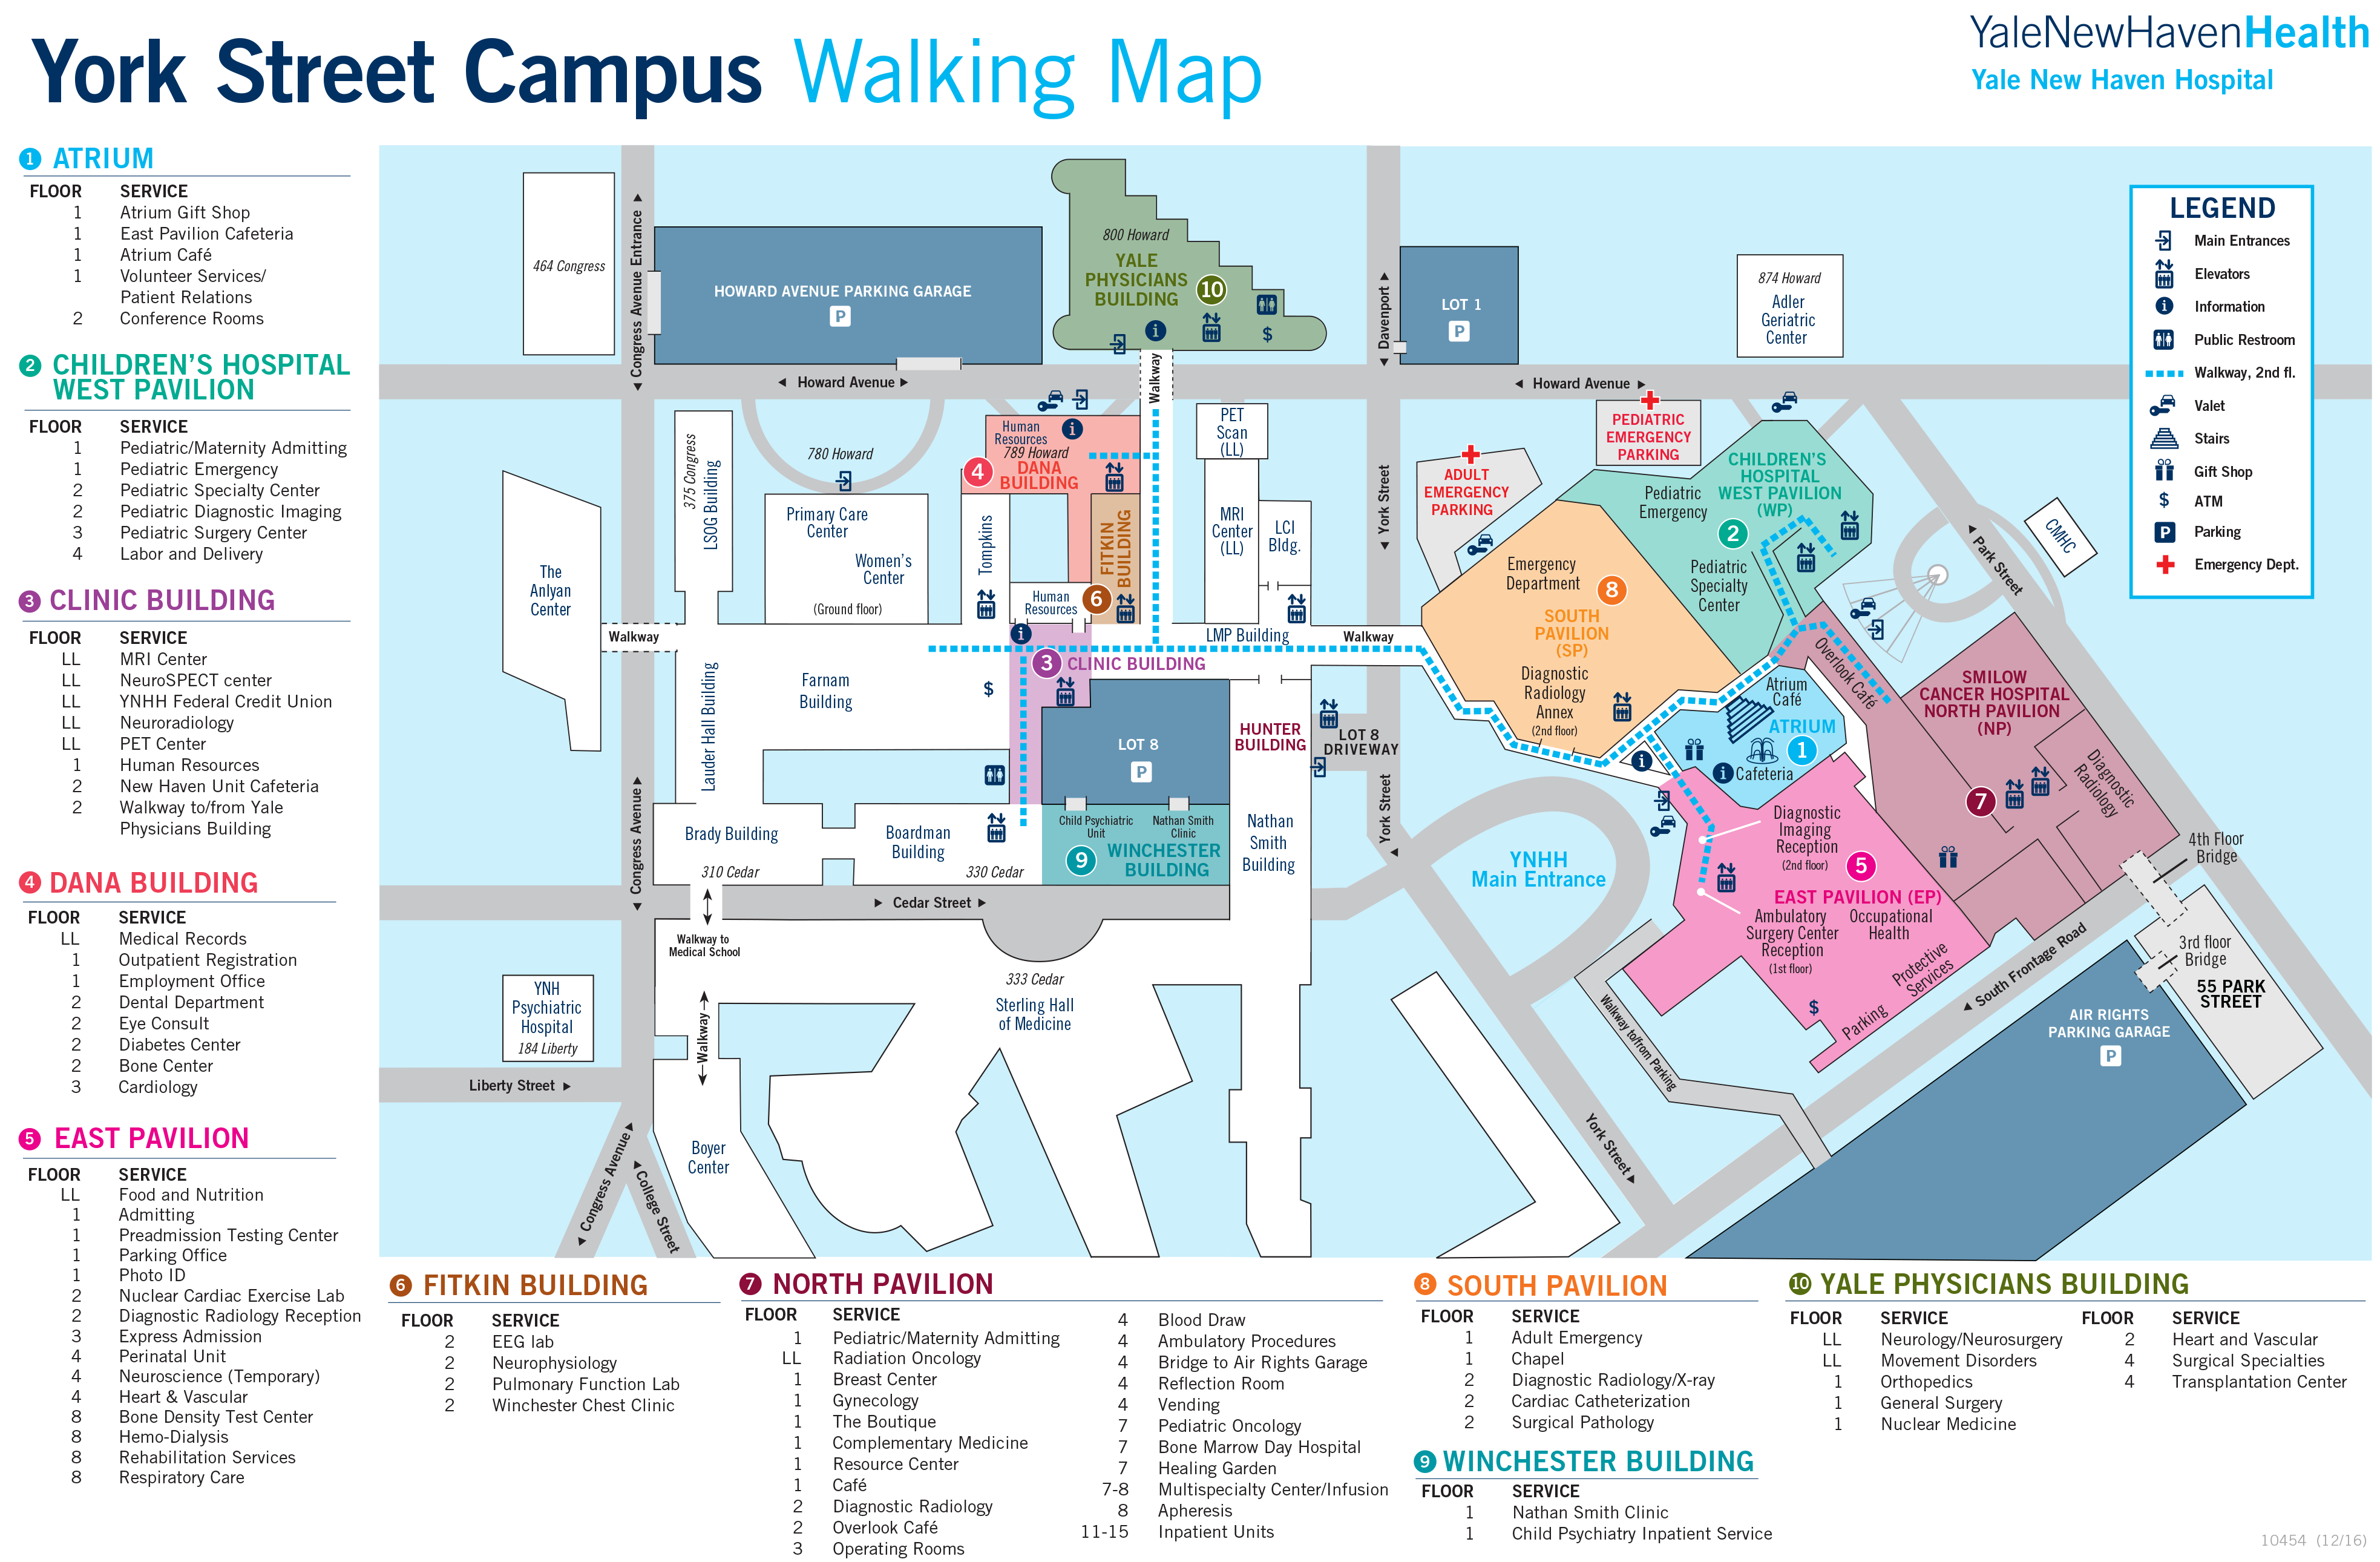 York Street Campus Walking Map
YaleNewHavenHealth
Yale New Haven Hospital
1 ATRIUM
FLOOR SERVICE
1 Atrium Gift Shop
1 East Pavilion Cafeteria
1 Atrium Café
1 Volunteer Services/
Patient Relations
2 Conference Rooms
2 CHILDREN'S HOSPITAL
WEST PAVILION
FLOOR SERVICE
1 Pediatric/Maternity Admitting
1 Pediatric Emergency
2 Pediatric Specialty Center
2 Pediatric Diagnostic Imaging
3 Pediatric Surgery Center
4 Labor and Delivery
3 CLINIC BUILDING
FLOOR SERVICE
LL MRI Center
LL NeuroSPECT center
LL YNHH Federal Credit Union
LL Neuroradiology
LL PET Center
1 Human Resources
2 New Haven Unit Cafeteria
2 Walkway to/from Yale
Physicians Building
4 DANA BUILDING
FLOOR SERVICE
LL Medical Records
1 Outpatient Registration
1 Employment Office
2 Dental Department
2 Eye Consult
2 Diabetes Center
2 Bone Center
3 Cardiology
5 EAST PAVILION
FLOOR SERVICE
LL Food and Nutrition
1 Admitting
1 Preadmission Testing Center
1 Parking Office
1 Photo ID
2 Nuclear Cardiac Exercise Lab
2 Diagnostic Radiology Reception
3 Express Admission
4 Perinatal Unit
4 Neuroscience (Temporary)
4 Heart & Vascular
8 Bone Density Test Center
8 Hemo-Dialysis
8 Rehabilitation Services
8 Respiratory Care
464 Congress
Congress Avenue Entrance
HOWARD AVENUE PARKING GARAGE
P
800 Howard
YALE
PHYSICIANS
BUILDING
10
i
$
Walkway
Davenport
LOT 1
P
874 Howard
Adler
Geriatric
Center
LEGEND
Main Entrances
Elevators
i Information
Public Restroom
Walkway, 2nd fl.
Valet
Stairs
Gift Shop
$ ATM
P Parking
Emergency Dept.
Howard Avenue
Howard Avenue
375 Congress
LSOG Building
780 Howard
Primary Care
Center
Women's
Center
(Ground floor)
Human
Resources
i
789 Howard
4
DANA
BUILDING
Tompkins
FITKIN
BUILDING
Human
Resources
6
i
PET
Scan
(LL)
MRI
Center
(LL)
LCI
Bldg.
LMP Building
York Street
Walkway
ADULT
EMERGENCY
PARKING
PEDIATRIC
EMERGENCY
PARKING
CHILDREN'S
HOSPITAL
WEST PAVILION
(WP)
Pediatric
Emergency
2
Pediatric
Specialty
Center
Emergency
Department
8
SOUTH
PAVILION
(SP)
Diagnostic
Radiology
Annex
(2nd floor)
Park Street
CMHC
Overlook Café
SMILOW
CANCER HOSPITAL
NORTH PAVILION
(NP)
7
Diagnostic
Radiology
Atrium
Café
ATRIUM
1
i
i
Cafeteria
The
Anlyan
Center
Walkway
Lauder Hall Building
Farnam
Building
$
3
CLINIC BUILDING
LOT 8
P
HUNTER
BUILDING
LOT 8
DRIVEWAY
York Street
Congress Avenue
Brady Building
310 Cedar
Boardman
Building
330 Cedar
Child Psychiatric
Unit
Nathan Smith
Clinic
9
WINCHESTER
BUILDING
Nathan
Smith
Building
Cedar Street
YNHH
Main Entrance
Diagnostic
Imaging
Reception
(2nd floor)
5
EAST PAVILION (EP)
Ambulatory
Surgery Center
Reception
(1st floor)
Occupational
Health
Protective
Services
$
Parking
4th Floor
Bridge
3rd floor
Bridge
55 PARK
STREET
South Frontage Road
AIR RIGHTS
PARKING GARAGE
P
Walkway to/from Parking
York Street
Walkway to
Medical School
Walkway
333 Cedar
Sterling Hall
of Medicine
YNH
Psychiatric
Hospital
184 Liberty
Liberty Street
Boyer
Center
Congress Avenue
College Street
6 FITKIN BUILDING
FLOOR SERVICE
2 EEG lab
2 Neurophysiology
2 Pulmonary Function Lab
2 Winchester Chest Clinic
7 NORTH PAVILION
FLOOR SERVICE
1 Pediatric/Maternity Admitting
LL Radiation Oncology
1 Breast Center
1 Gynecology
1 The Boutique
1 Complementary Medicine
1 Resource Center
1 Café
2 Diagnostic Radiology
2 Overlook Café
3 Operating Rooms
4 Blood Draw
4 Ambulatory Procedures
4 Bridge to Air Rights Garage
4 Reflection Room
4 Vending
7 Pediatric Oncology
7 Bone Marrow Day Hospital
7 Healing Garden
7-8 Multispecialty Center/Infusion
8 Apheresis
11-15 Inpatient Units
8 SOUTH PAVILION
FLOOR SERVICE
1 Adult Emergency
1 Chapel
2 Diagnostic Radiology/X-ray
2 Cardiac Catheterization
2 Surgical Pathology
9 WINCHESTER BUILDING
FLOOR SERVICE
1 Nathan Smith Clinic
1 Child Psychiatry Inpatient Service
10 YALE PHYSICIANS BUILDING
FLOOR SERVICE
LL Neurology/Neurosurgery
LL Movement Disorders
1 Orthopedics
1 General Surgery
1 Nuclear Medicine
FLOOR SERVICE
2 Heart and Vascular
4 Surgical Specialties
4 Transplantation Center
10454 (12/16)